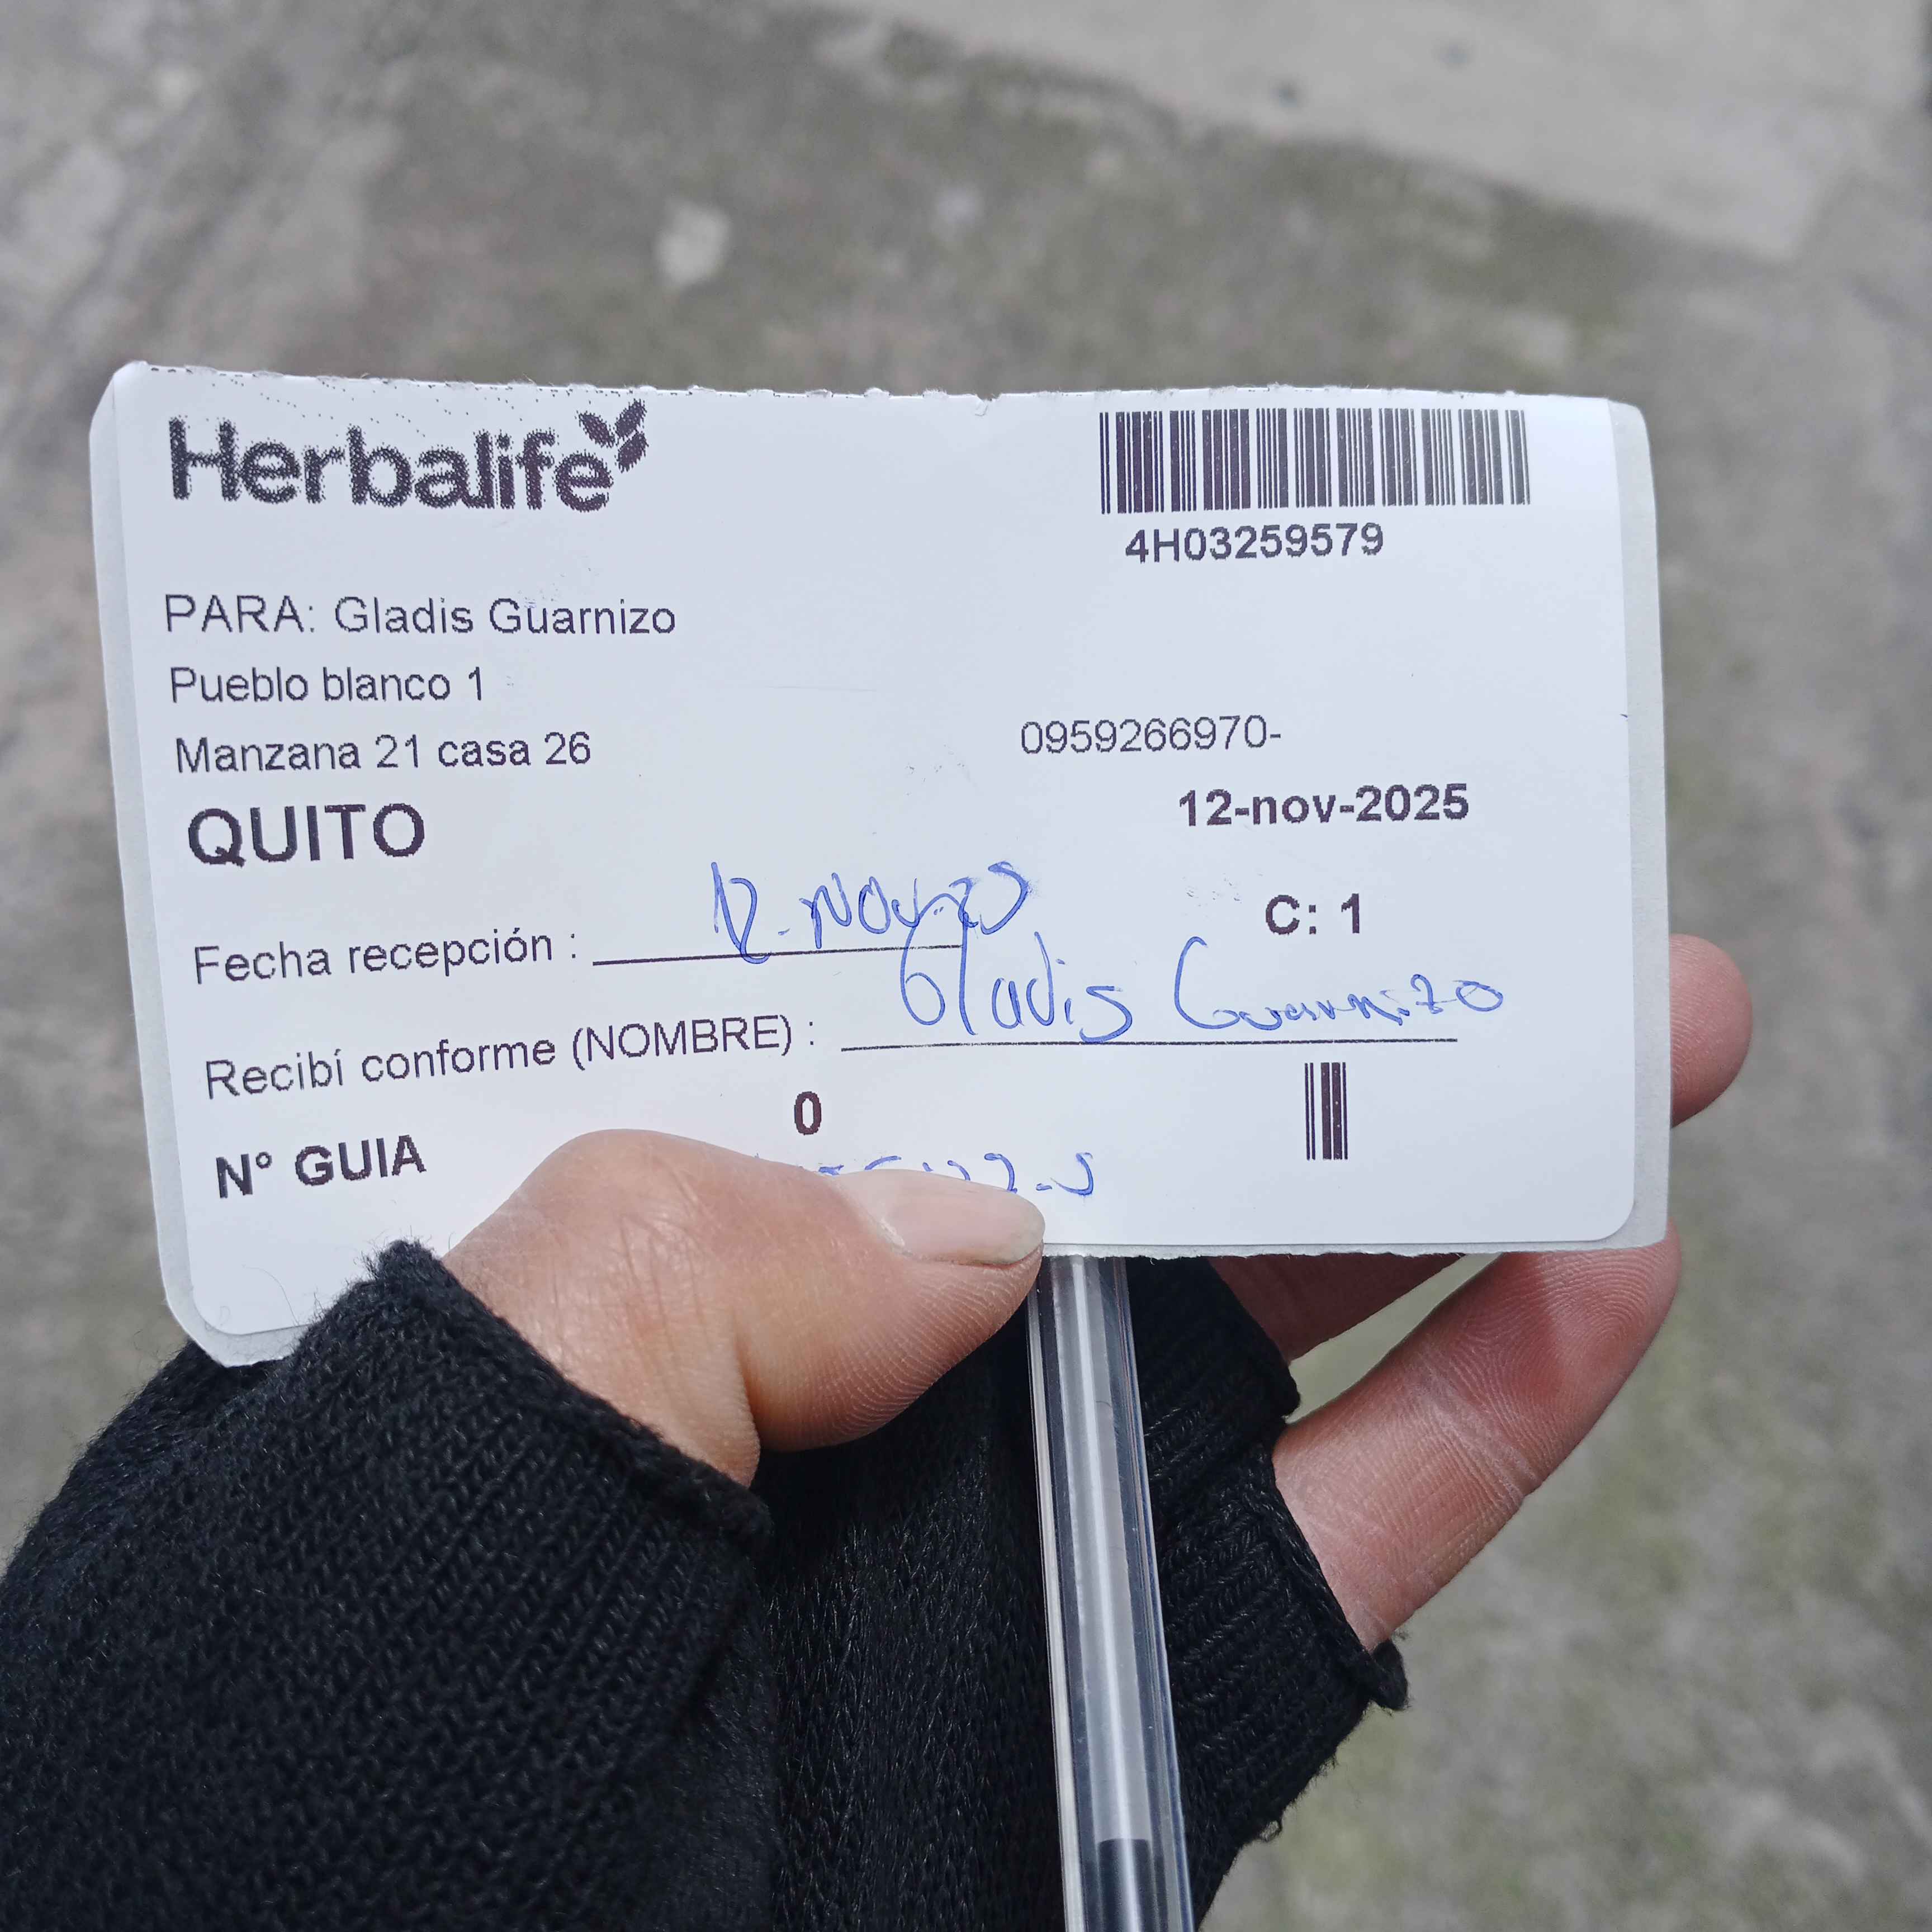 Herbalife
4H03259579
PARA: Gladis Guarnizo
Pueblo blanco 1
Manzana 21 casa 26
0959266970-
QUITO
12-nov-2025
Fecha recepción : 12-Nov-25
C: 1
Recibí conforme (NOMBRE) : Gladis Guarnizo
N° GUIA 0